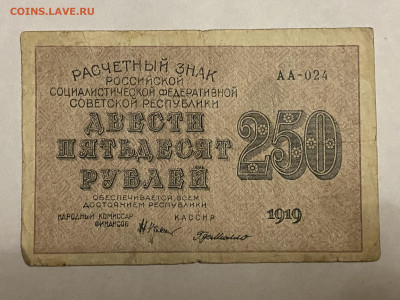 COINS.LAVE.RU
РАСЧЕТНЫЙ ЗНАК
РОССИЙСКОЙ
СОЦИАЛИСТИЧЕСКОЙ ФЕДЕРАТИВНОЙ
СОВЕТСКОЙ РЕСПУБЛИКИ
АА-024
ДВЕСТИ
ПЯТЬДЕСЯТ
РУБЛЕЙ
250
ОБЕСПЕЧИВАЕТСЯ ВСЕМ
ДОСТОЯНИЕМ РЕСПУБЛИКИ
НАРОДНЫЙ КОМИССАР
ФИНАНСОВ
КАССИР
1919